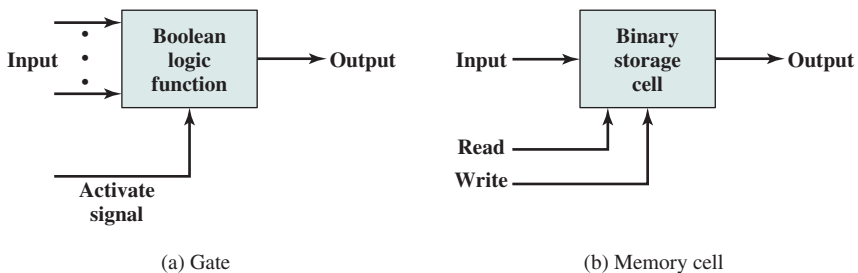 Input
Boolean
logic
function
Output
Activate
signal
(a) Gate
Input
Binary
storage
cell
Output
Read
Write
(b) Memory cell